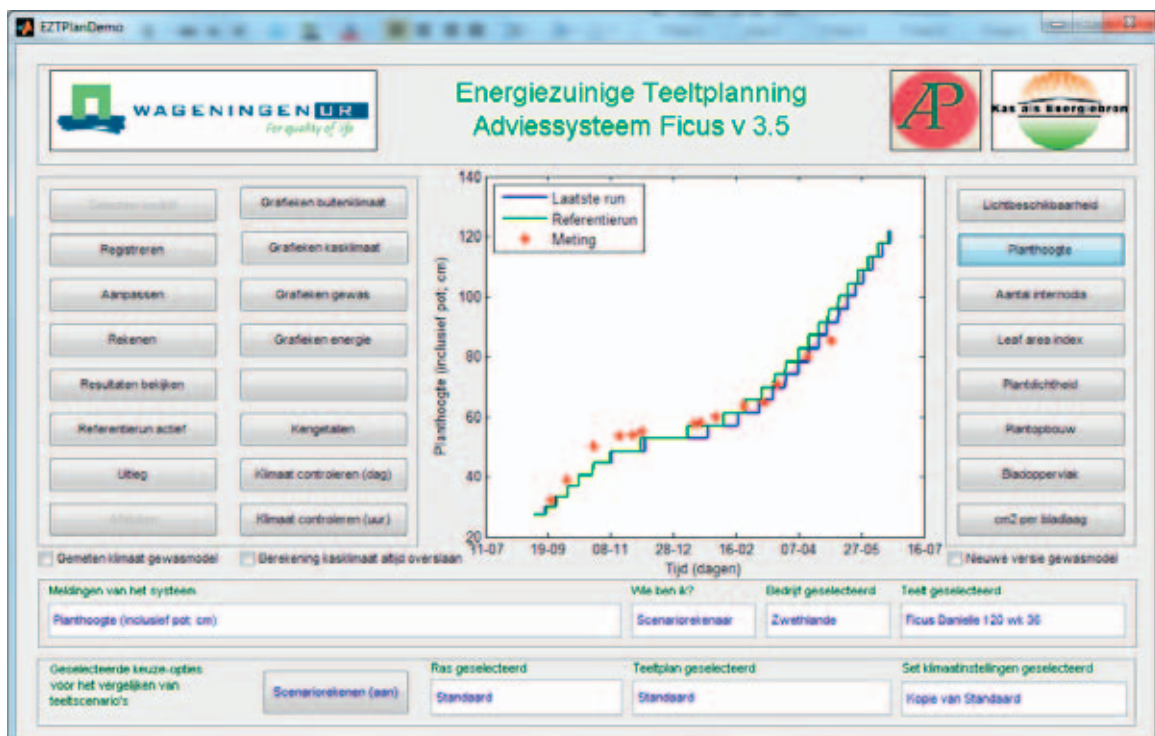 EZTPlanDemo
WAGENINGEN UR
For quality of life
Energiezuinige Teeltplanning
Adviessysteem Ficus v 3.5
AP
Kas als Energiebron
Grafieken buitenklimaat
Registreren
Grafieken kasklimaat
Aanpassen
Grafieken gewas
Rekenen
Grafieken energie
Resultaten bekijken
Referentierun actief
Kengetallen
Uitleg
Klimaat controleren (dag)
Afsluiten
Klimaat controleren (uur)
Gemeten klimaat gewasmodel
Berekening kasklimaat altijd overslaan
Planthoogte (inclusief pot; cm)
140
120
100
80
60
40
20
Laatste run
Referentierun
Meting
11-07
19-09
08-11
28-12
16-02
07-04
27-05
16-07
Tijd (dagen)
Lichtbeschikbaarheid
Planthoogte
Aantal internodia
Leaf area index
Plantdichtheid
Plantopbouw
Bladoppervlak
cm2 per bladlaag
Nieuwe versie gewasmodel
Meldingen van het systeem
Wie ben ik?
Bedrijf geselecteerd
Teelt geselecteerd
Planthoogte (inclusief pot; cm)
Scenariorekenaar
Zwethlande
Ficus Danielle 120 wk 36
Geselecteerde keuze-opties
voor het vergelijken van
teeltscenario's
Scenariorekenen (aan)
Ras geselecteerd
Standaard
Teeltplan geselecteerd
Standaard
Set klimaatinstellingen geselecteerd
Kopie van Standaard